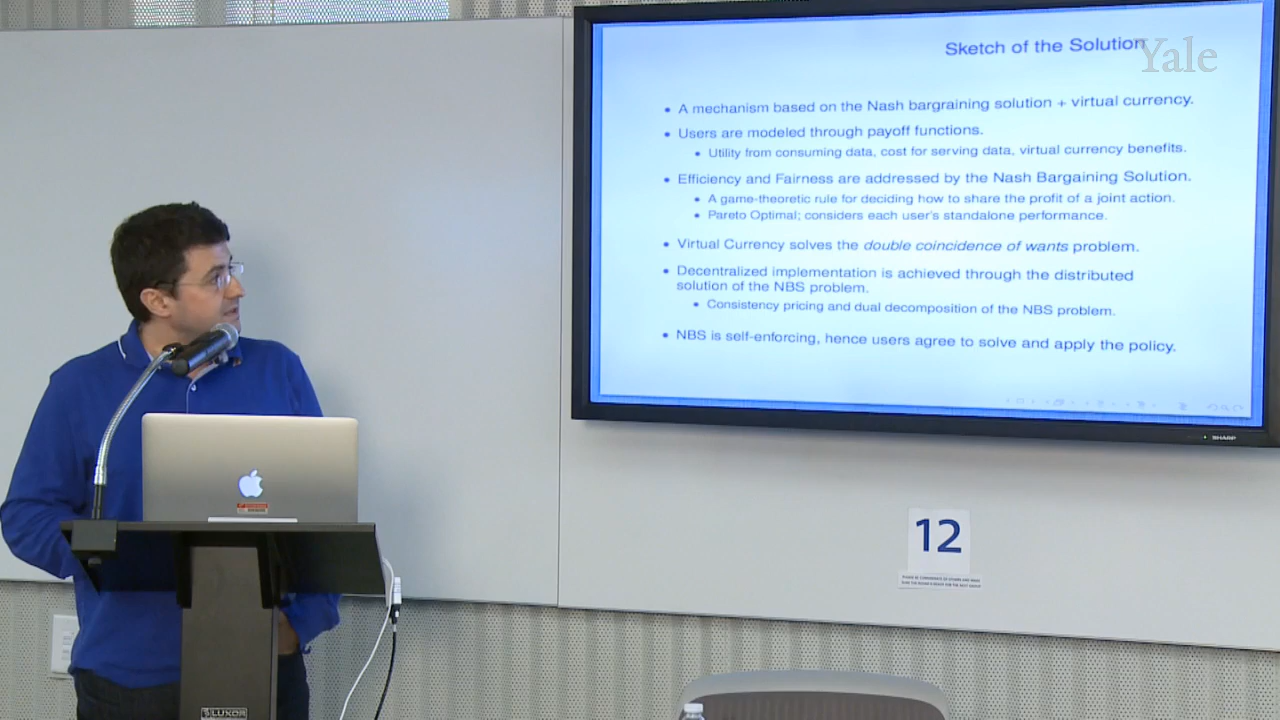 Sketch of the Solution
Yale
A mechanism based on the Nash bargraining solution + virtual currency.
Users are modeled through payoff functions.
Utility from consuming data, cost for serving data, virtual currency benefits.
Efficiency and Fairness are addressed by the Nash Bargaining Solution.
A game-theoretic rule for deciding how to share the profit of a joint action.
Pareto Optimal; considers each user's standalone performance.
Virtual Currency solves the double coincidence of wants problem.
Decentralized implementation is achieved through the distributed
solution of the NBS problem.
Consistency pricing and dual decomposition of the NBS problem.
NBS is self-enforcing, hence users agree to solve and apply the policy.
SHARP
12
LUXOR